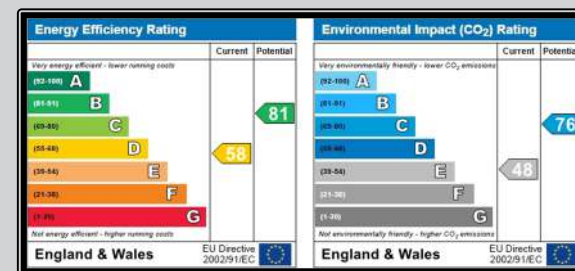 Energy Efficiency Rating
Current Potential
Very energy efficient - lower running costs
(92-100) A
(81-91) B
(69-80) C
(55-68) D
(39-54) E
(21-38) F
(1-20) G
58
81
Not energy efficient - higher running costs
England & Wales
EU Directive
2002/91/EC
Environmental Impact (CO2) Rating
Current Potential
Very environmentally friendly - lower CO2 emissions
(92-100) A
(81-91) B
(69-80) C
(55-68) D
(39-54) E
(21-38) F
(1-20) G
48
76
Not environmentally friendly - higher CO2 emissions
England & Wales
EU Directive
2002/91/EC